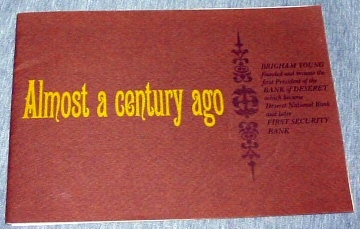 Almost a century ago
BRIGHAM YOUNG
founded and became the
first President of the
BANK of DESERET
which became
Deseret National Bank
and later
FIRST SECURITY
BANK